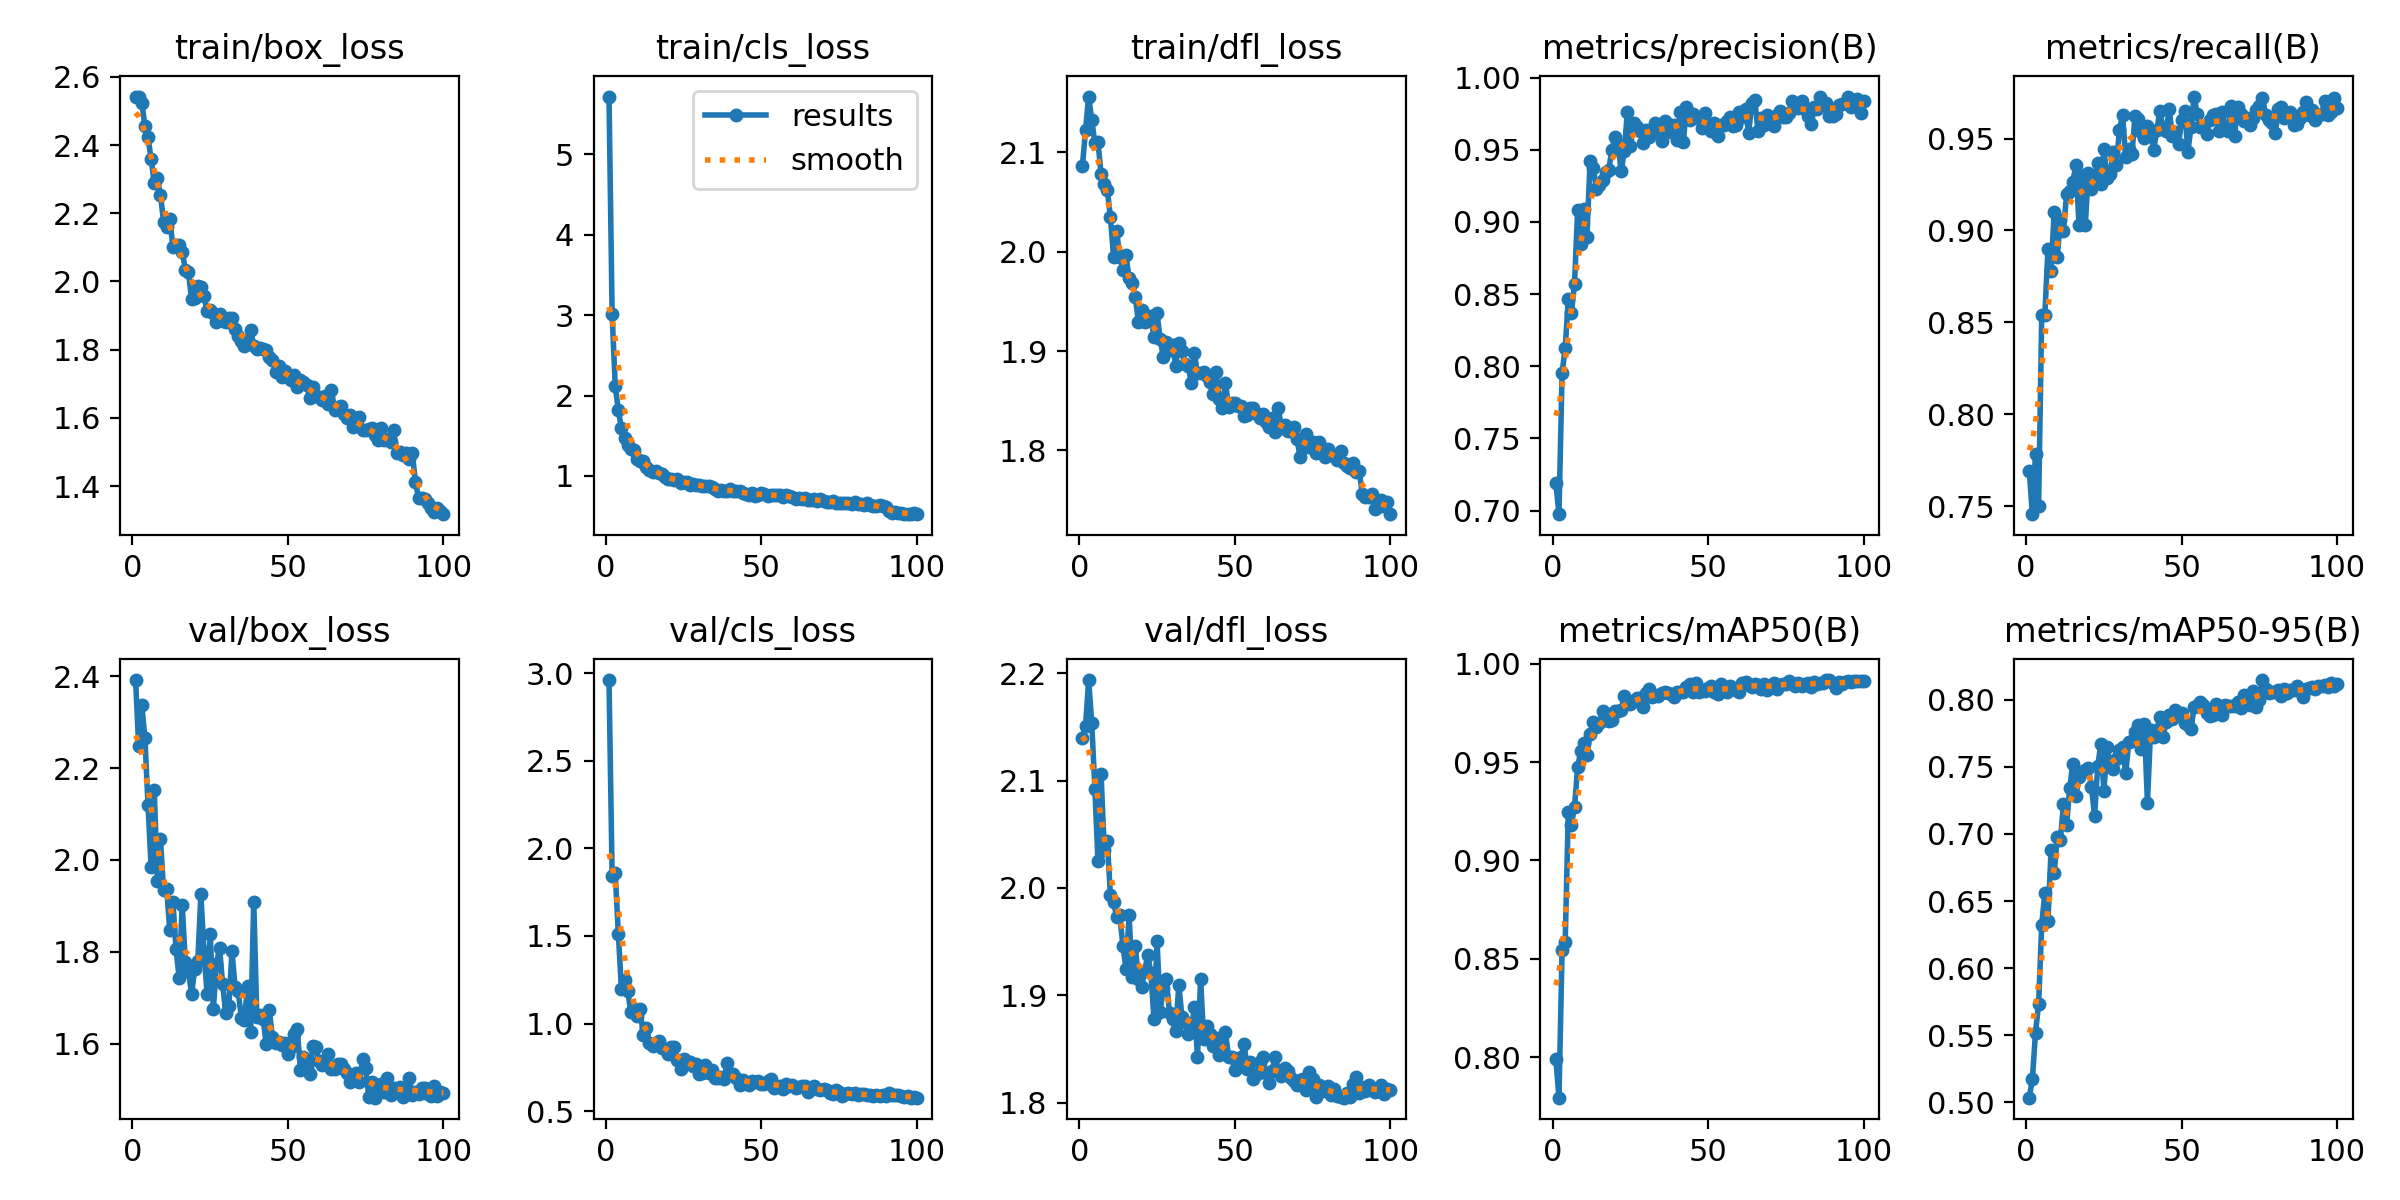 train/box_loss
2.6
2.4
2.2
2.0
1.8
1.6
1.4
0 50 100
train/cls_loss
results
smooth
5
4
3
2
1
0 50 100
train/dfl_loss
2.1
2.0
1.9
1.8
0 50 100
metrics/precision(B)
1.00
0.95
0.90
0.85
0.80
0.75
0.70
0 50 100
metrics/recall(B)
0.95
0.90
0.85
0.80
0.75
0 50 100
val/box_loss
2.4
2.2
2.0
1.8
1.6
0 50 100
val/cls_loss
3.0
2.5
2.0
1.5
1.0
0.5
0 50 100
val/dfl_loss
2.2
2.1
2.0
1.9
1.8
0 50 100
metrics/mAP50(B)
1.00
0.95
0.90
0.85
0.80
0 50 100
metrics/mAP50-95(B)
0.80
0.75
0.70
0.65
0.60
0.55
0.50
0 50 100